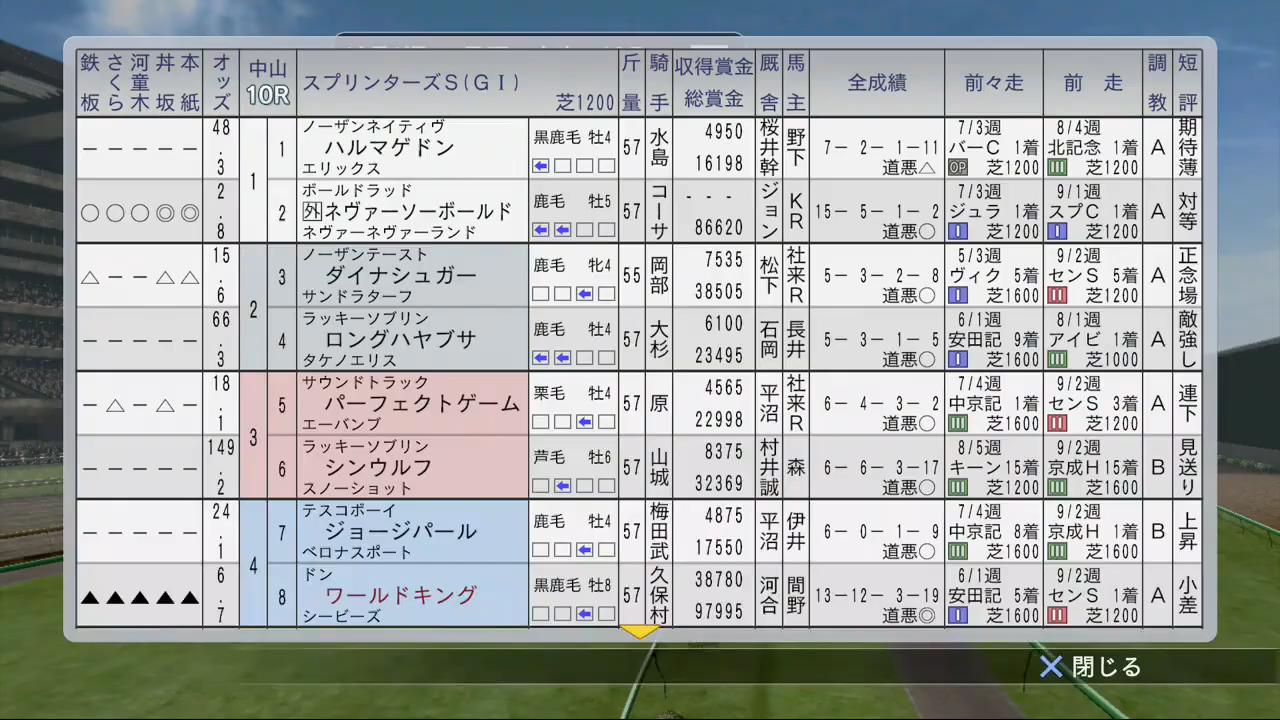 鉄板 さくら 河童木 丼坂 本紙 オッズ 中山10R スプリンターズS(GⅠ) 芝1200 斤量 騎手 収得賞金 総賞金 厩舎 馬主 全成績 前々走 前走 調教 短評
－ － － － － 48.3 1 1 ノーザンネイティヴ ハルマゲドン エリックス 黒鹿毛 牡4 ← 57 水島 4950 16198 桜井幹 野下 7－ 2－ 1－11 道悪△ 7/3週 バーC 1着 OP 芝1200 8/4週 北記念 1着 Ⅲ 芝1200 A 期待薄
○ ○ ○ ◎ ◎ 2.8 2 ボールドラッド 外 ネヴァーソーボールド ネヴァーネヴァーランド 鹿毛 牡5 ←← 57 コーサ --- 86620 ジョン KR 15－ 5－ 1－ 2 道悪○ 7/3週 ジュラ 1着 Ⅰ 芝1200 9/1週 スプC 1着 Ⅰ 芝1200 A 対等
△ － － △ △ 15.6 2 3 ノーザンテースト ダイナシュガー サンドラターフ 鹿毛 牝4 ← 55 岡部 7535 38505 松下 社来R 5－ 3－ 2－ 8 道悪○ 5/3週 ヴィク 5着 Ⅰ 芝1600 9/2週 センS 5着 Ⅱ 芝1200 A 正念場
－ － － － － 66.3 4 ラッキーソブリン ロングハヤブサ タケノエリス 鹿毛 牡4 ←← 57 大杉 6100 23495 石岡 長井 5－ 3－ 1－ 5 道悪○ 6/1週 安田記 9着 Ⅰ 芝1600 8/1週 アイビ 1着 Ⅲ 芝1000 A 敵強し
－ △ － △ － 18.1 3 5 サウンドトラック パーフェクトゲーム エーバンブ 栗毛 牡4 ← 57 原 4565 22998 平沼 社来R 6－ 4－ 3－ 2 道悪○ 7/4週 中京記 1着 Ⅲ 芝1600 9/2週 センS 3着 Ⅱ 芝1200 A 連下
－ － － － － 149.2 6 ラッキーソブリン シンウルフ スノーショット 芦毛 牡6 ← 57 山城 8375 32369 村井誠 森 6－ 6－ 3－17 道悪○ 8/5週 キーン 15着 Ⅲ 芝1200 9/2週 京成H 15着 Ⅲ 芝1600 B 見送り
－ － － － － 24.1 4 7 テスコボーイ ジョージパール ベロナスポート 鹿毛 牡4 ← 57 梅田武 4875 17550 平沼 伊井 6－ 0－ 1－ 9 道悪○ 7/4週 中京記 8着 Ⅲ 芝1600 9/2週 京成H 1着 Ⅲ 芝1600 B 上昇
▲ ▲ ▲ ▲ ▲ 6.7 8 ドン ワールドキング シービーズ 黒鹿毛 牡8 ← 57 久保村 38780 97995 河合 間野 13－12－ 3－19 道悪◎ 6/1週 安田記 5着 Ⅰ 芝1600 9/2週 センS 1着 Ⅱ 芝1200 A 小差
閉じる